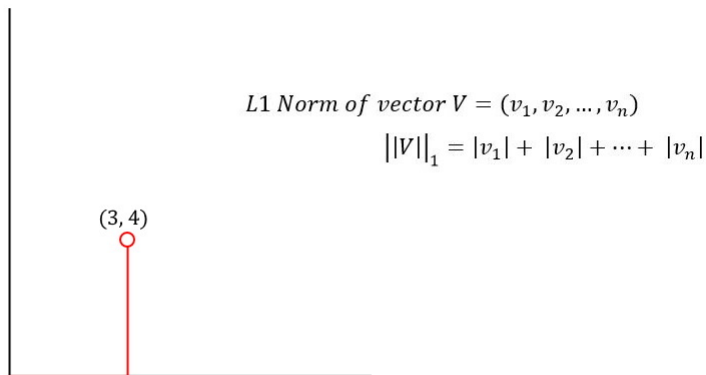 L1 Norm of vector V = (v₁, v₂, ..., vₙ)
||V||₁ = |v₁| + |v₂| + ⋯ + |vₙ|
(3, 4)